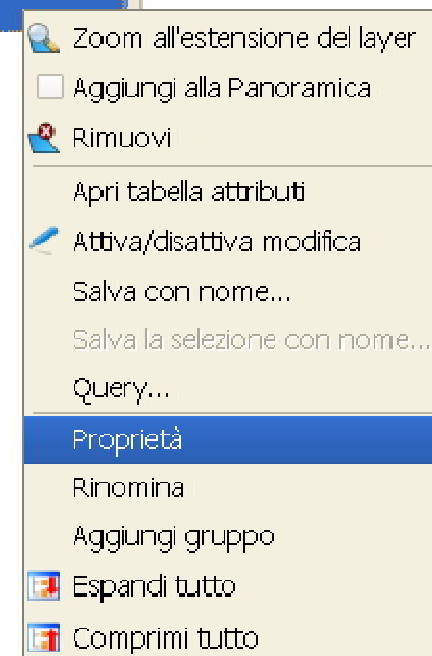 Zoom all'estensione del layer
Aggiungi alla Panoramica
Rimuovi
Apri tabella attributi
Attiva/disattiva modifica
Salva con nome...
Salva la selezione con nome...
Query...
Proprietà
Rinomina
Aggiungi gruppo
Espandi tutto
Comprimi tutto